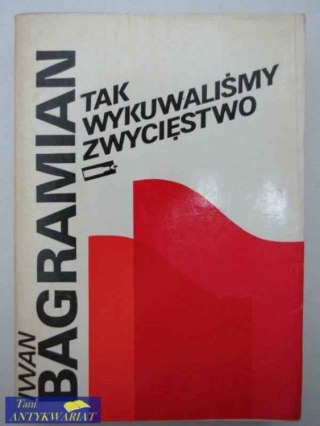 IWAN
BAGRAMIAN
TAK
WYKUWALIŚMY
ZWYCIĘSTWO
Tani
ANTYKWARIAT